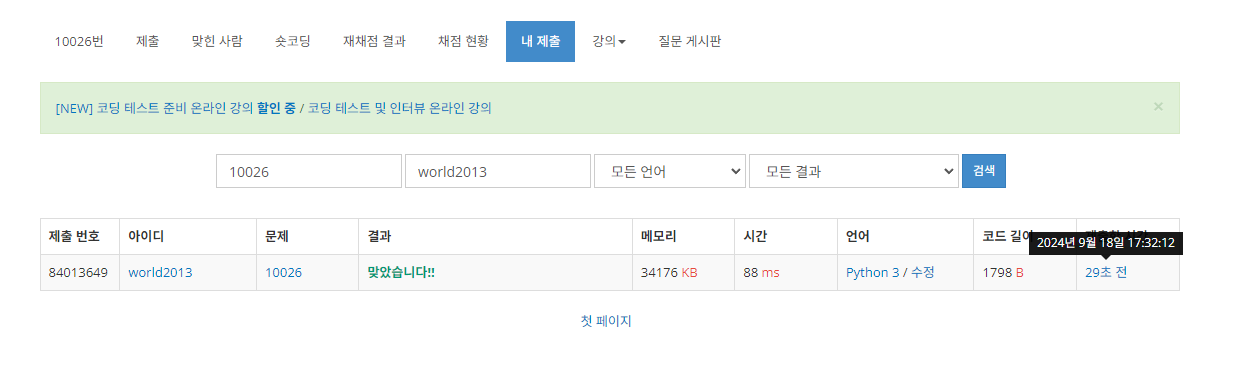 10026번 제출 맞힌 사람 숏코딩 재채점 결과 채점 현황 내 제출 강의 질문 게시판
[NEW] 코딩 테스트 준비 온라인 강의 할인 중 / 코딩 테스트 및 인터뷰 온라인 강의 ×
10026 world2013 모든 언어 모든 결과 검색
제출 번호 아이디 문제 결과 메모리 시간 언어 코드 길이
2024년 9월 18일 17:32:12
84013649 world2013 10026 맞았습니다!! 34176 KB 88 ms Python 3 / 수정 1798 B 29초 전
첫 페이지